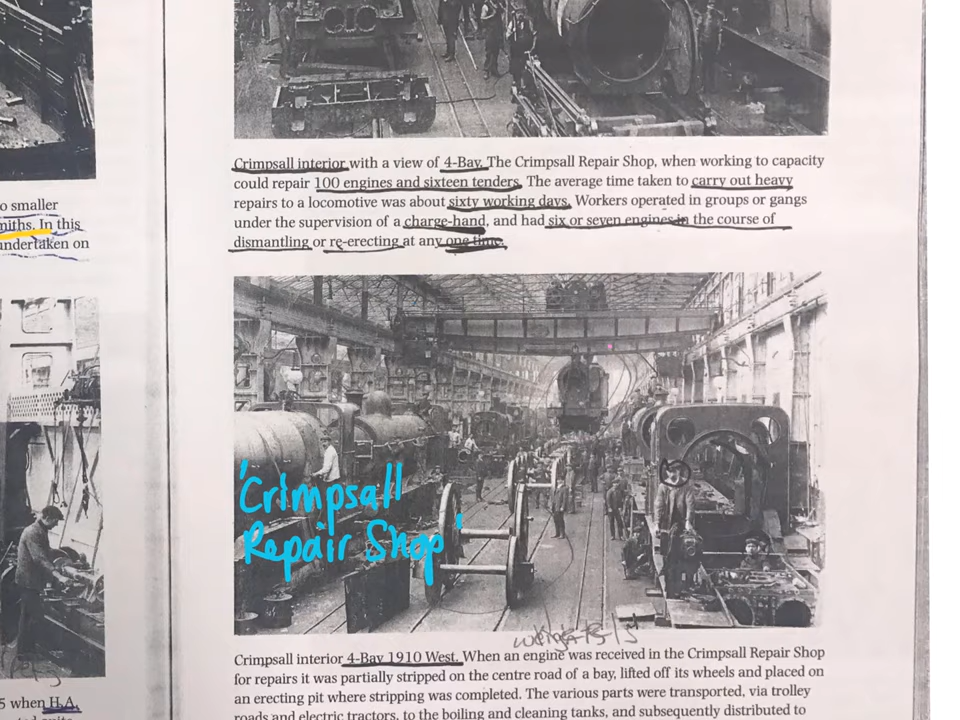 o smaller
niths. In this
undertaken on
5 when H.A.
Crimpsall interior with a view of 4-Bay. The Crimpsall Repair Shop, when working to capacity
could repair 100 engines and sixteen tenders. The average time taken to carry out heavy
repairs to a locomotive was about sixty working days. Workers operated in groups or gangs
under the supervision of a charge-hand, and had six or seven engines in the course of
dismantling or re-erecting at any one time.
'Crimpsall
Repair Shop'
Crimpsall interior 4-Bay 1910 West. When an engine was received in the Crimpsall Repair Shop
for repairs it was partially stripped on the centre road of a bay, lifted off its wheels and placed on
an erecting pit where stripping was completed. The various parts were transported, via trolley
roads and electric tractors, to the boiling and cleaning tanks, and subsequently distributed to